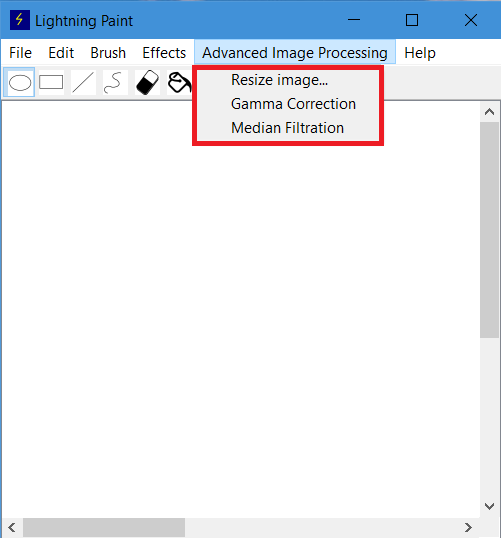 Lightning Paint
File Edit Brush Effects Advanced Image Processing Help
Resize image...
Gamma Correction
Median Filtration